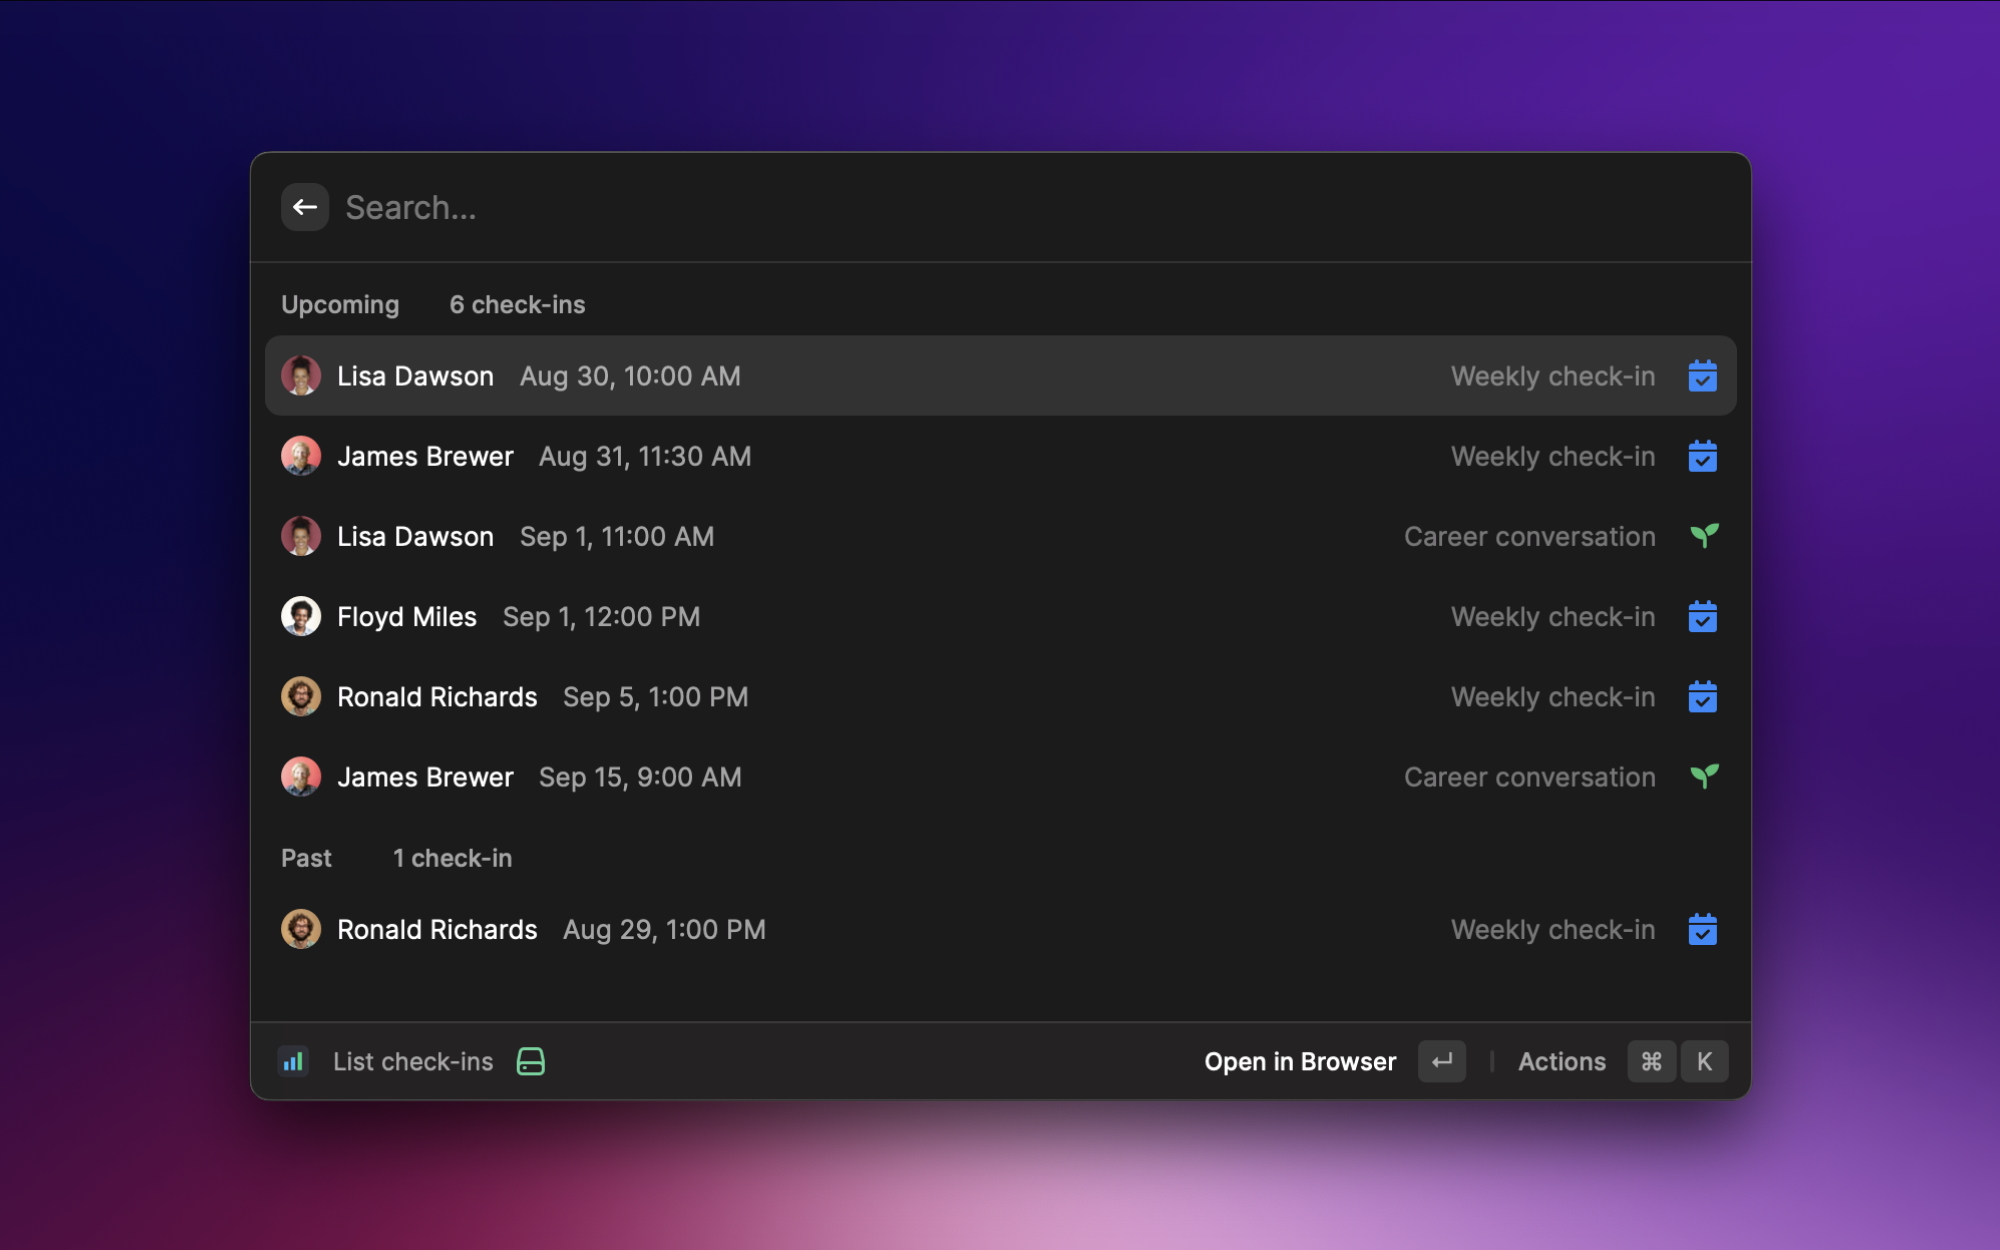 Search...
Upcoming 6 check-ins
Lisa Dawson Aug 30, 10:00 AM Weekly check-in
James Brewer Aug 31, 11:30 AM Weekly check-in
Lisa Dawson Sep 1, 11:00 AM Career conversation
Floyd Miles Sep 1, 12:00 PM Weekly check-in
Ronald Richards Sep 5, 1:00 PM Weekly check-in
James Brewer Sep 15, 9:00 AM Career conversation
Past 1 check-in
Ronald Richards Aug 29, 1:00 PM Weekly check-in
List check-ins Open in Browser ↵ | Actions ⌘ K